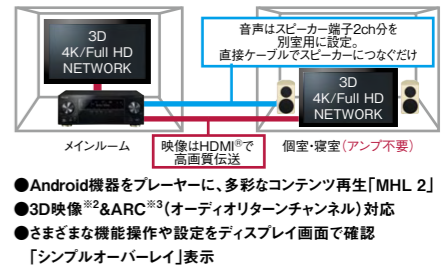 3D
4K/Full HD
NETWORK
音声はスピーカー端子2ch分を
別室用に設定。
直接ケーブルでスピーカーにつなぐだけ
3D
4K/Full HD
NETWORK
メインルーム
映像はHDMI®で
高画質伝送
個室・寝室(アンプ不要)
●Android機器をプレーヤーに、多彩なコンテンツ再生「MHL 2」
●3D映像※2&ARC※3(オーディオリターンチャンネル)対応
●さまざまな機能操作や設定をディスプレイ画面で確認
「シンプルオーバーレイ」表示